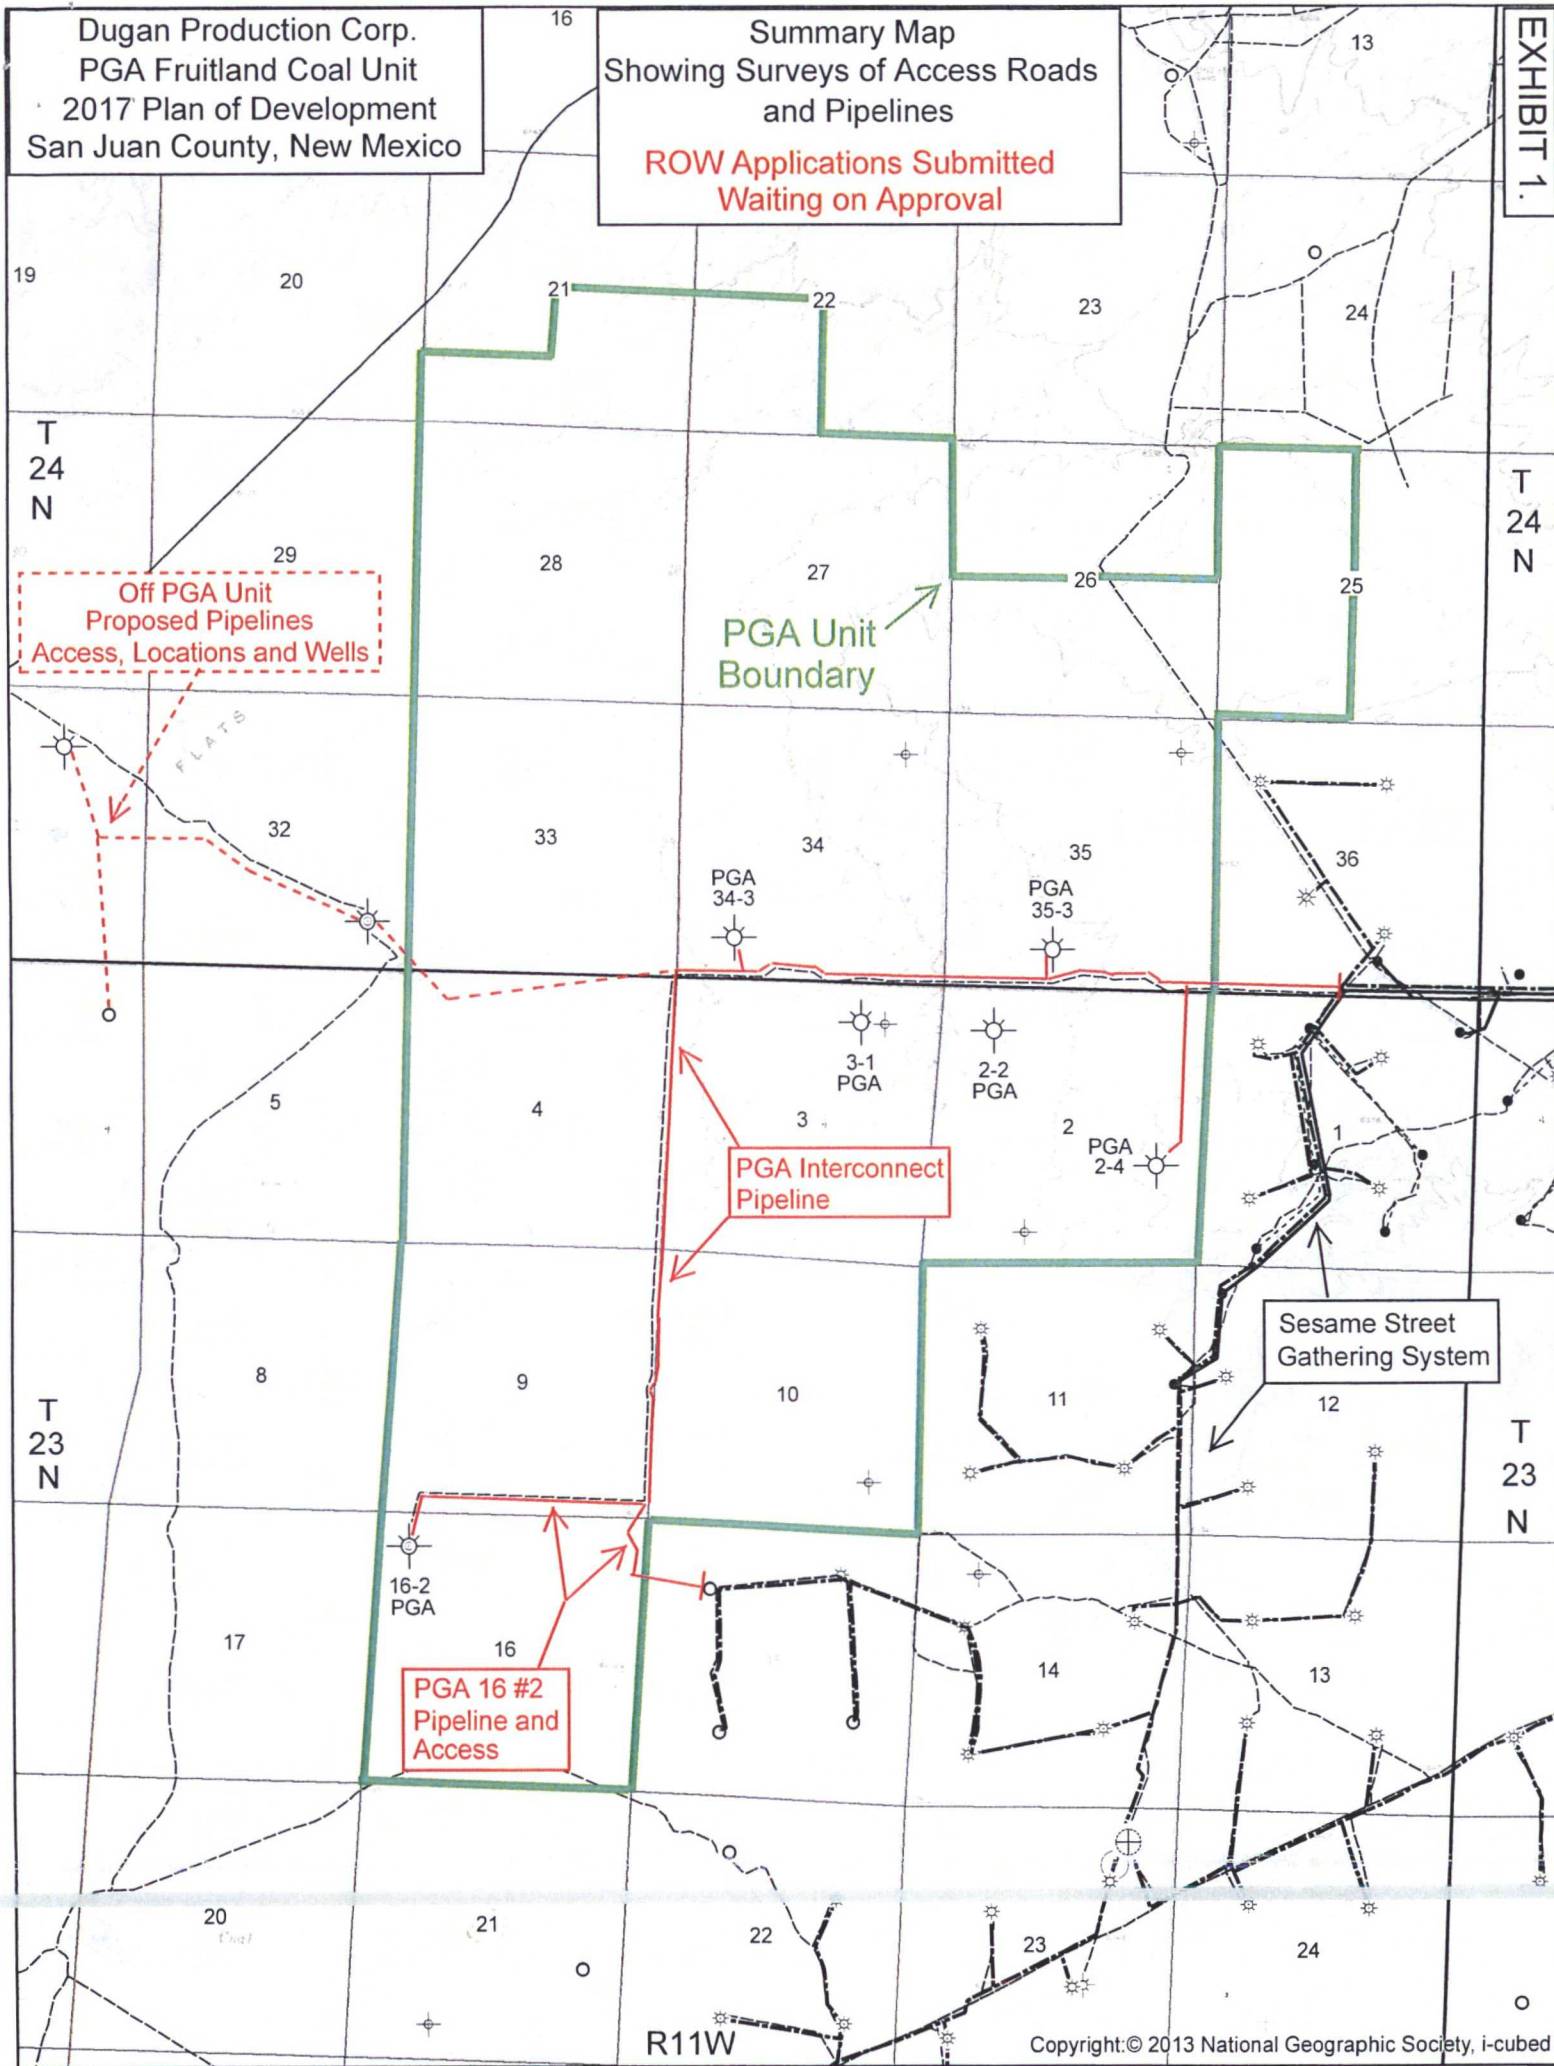 Dugan Production Corp.
PGA Fruitland Coal Unit
2017 Plan of Development
San Juan County, New Mexico
16
Summary Map
Showing Surveys of Access Roads
and Pipelines
ROW Applications Submitted
Waiting on Approval
13
EXHIBIT 1.
19
20
21
22
23
24
T
24
N
T
24
N
29
28
27
26
25
Off PGA Unit
Proposed Pipelines
Access, Locations and Wells
PGA Unit
Boundary
FLATS
32
33
34
35
36
PGA
34-3
PGA
35-3
3-1
PGA
2-2
PGA
5
4
3
2
1
PGA
2-4
PGA Interconnect
Pipeline
Sesame Street
Gathering System
8
9
10
11
12
T
23
N
T
23
N
16-2
PGA
17
16
14
13
PGA 16 #2
Pipeline and
Access
20
Coal
21
22
23
24
R11W
Copyright:© 2013 National Geographic Society, i-cubed